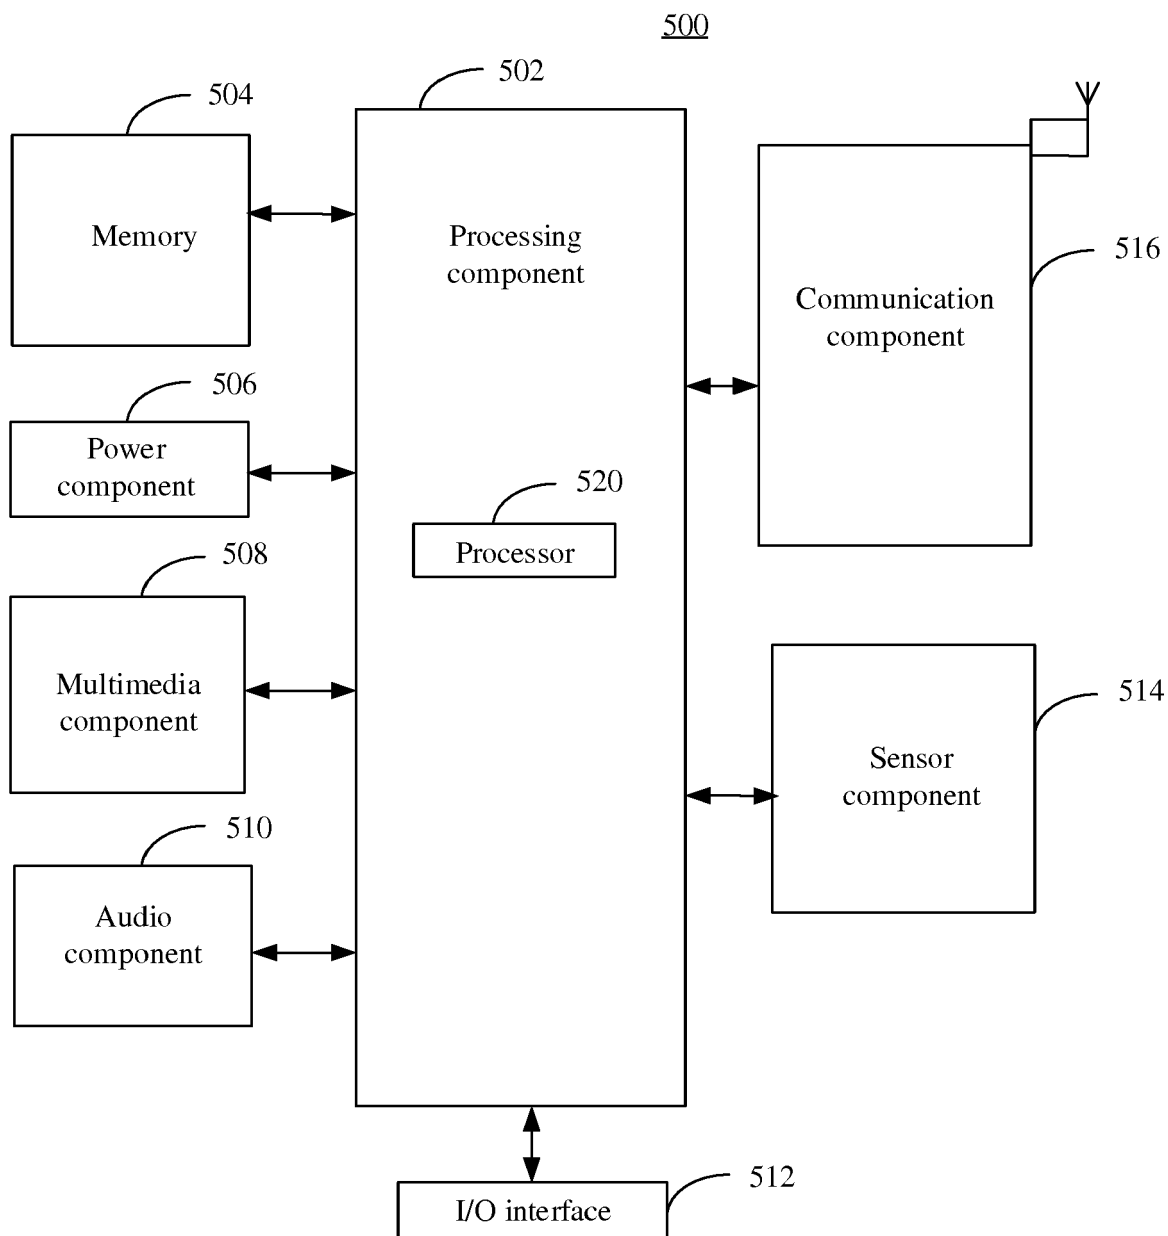 500
502
504
Memory
Processing
component
516
Communication
component
506
Power
component
520
Processor
508
Multimedia
component
514
Sensor
component
510
Audio
component
512
I/O interface